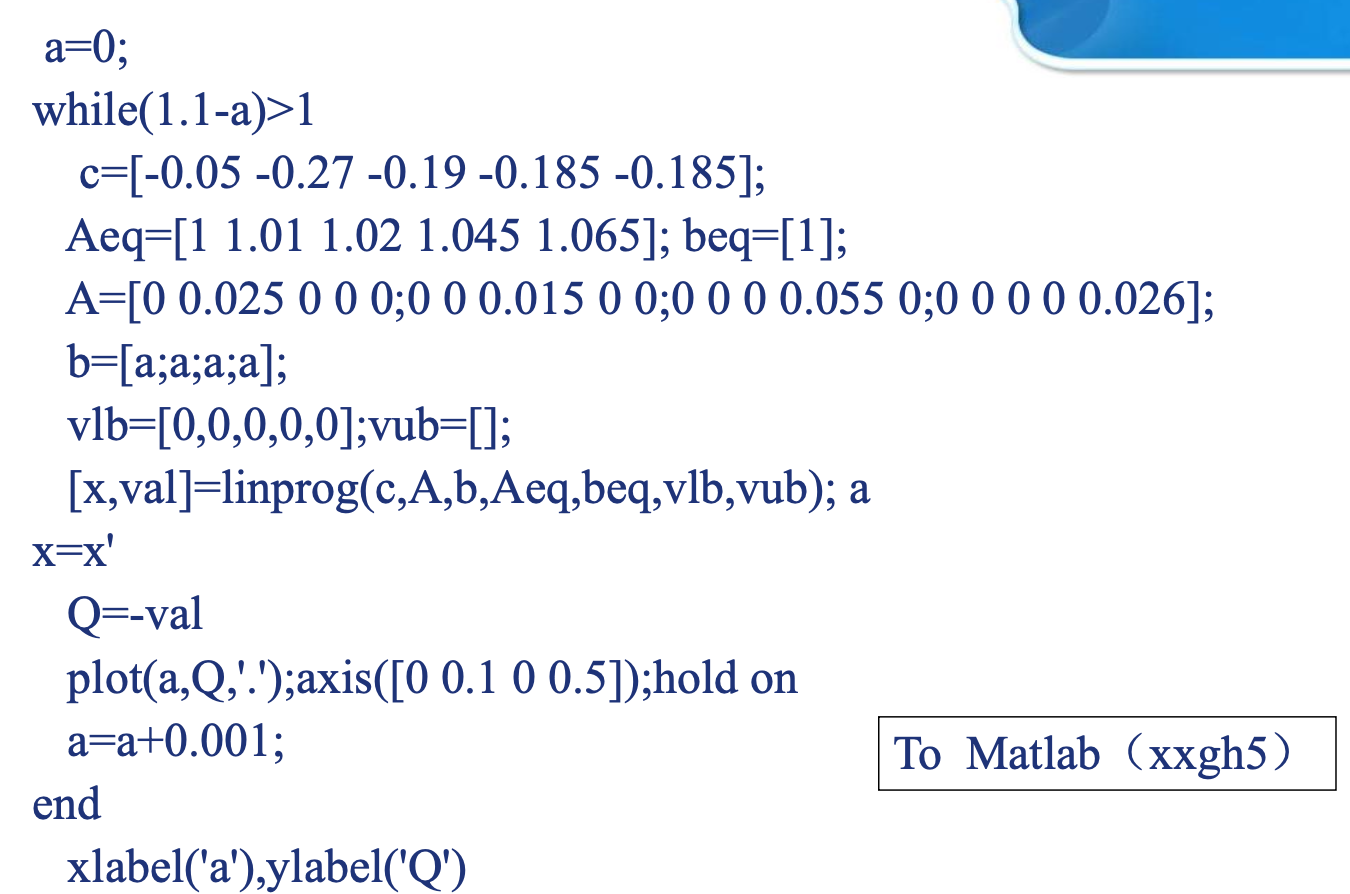 a=0;
while(1.1-a)>1
c=[-0.05 -0.27 -0.19 -0.185 -0.185];
Aeq=[1 1.01 1.02 1.045 1.065]; beq=[1];
A=[0 0.025 0 0 0;0 0 0.015 0 0;0 0 0 0.055 0;0 0 0 0 0.026];
b=[a;a;a;a];
vlb=[0,0,0,0,0];vub=[];
[x,val]=linprog(c,A,b,Aeq,beq,vlb,vub); a
x=x'
Q=-val
plot(a,Q,'.');axis([0 0.1 0 0.5]);hold on
a=a+0.001;
end
xlabel('a'),ylabel('Q')
To Matlab（xxgh5）